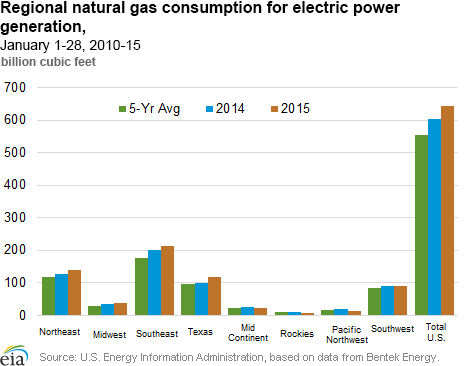 Regional natural gas consumption for electric power
generation,
January 1-28, 2010-15
billion cubic feet
700
5-Yr Avg 2014 2015
600
500
400
300
200
100
0
Northeast Midwest Southeast Texas Mid Continent Rockies Pacific Northwest Southwest Total U.S.
eia Source: U.S. Energy Information Administration, based on data from Bentek Energy.